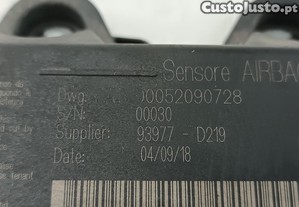 CustoJusto.pt
Sensore AIRBAG
Dwg. 00052090728
S/N: 00030
Supplier: 93977 - D219
Date: 04/09/18